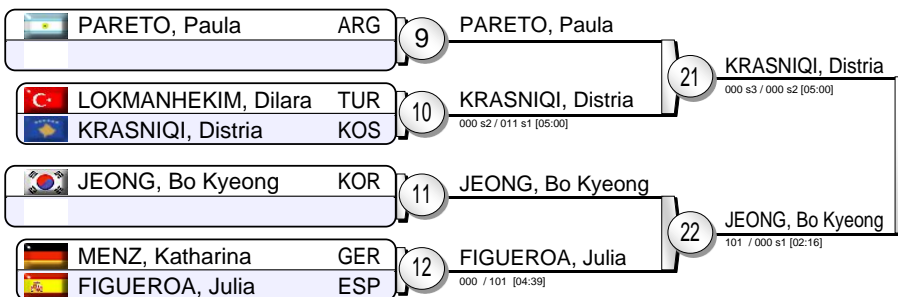 PARETO, Paula ARG
9
PARETO, Paula
21
KRASNIQI, Distria
000 s3 / 000 s2 [05:00]
LOKMANHEKIM, Dilara TUR
KRASNIQI, Distria KOS
10
KRASNIQI, Distria
000 s2 / 011 s1 [05:00]
JEONG, Bo Kyeong KOR
11
JEONG, Bo Kyeong
22
JEONG, Bo Kyeong
101 / 000 s1 [02:16]
MENZ, Katharina GER
FIGUEROA, Julia ESP
12
FIGUEROA, Julia
000 / 101 [04:39]